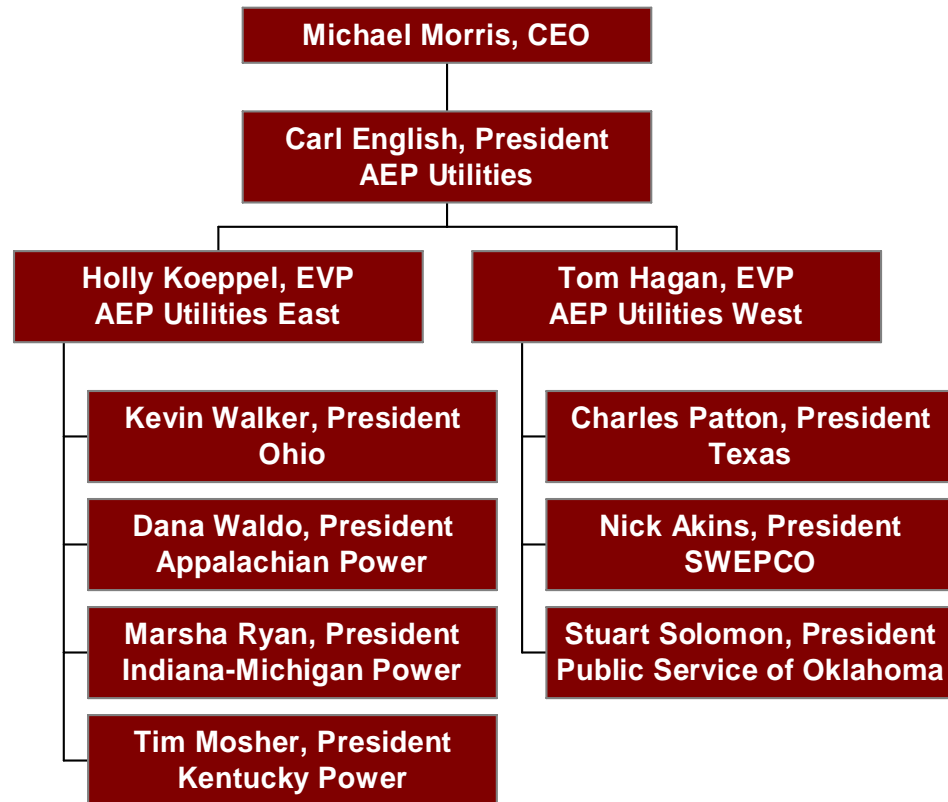 Michael Morris, CEO
Carl English, President
AEP Utilities
Holly Koeppel, EVP
AEP Utilities East
Tom Hagan, EVP
AEP Utilities West
Kevin Walker, President
Ohio
Dana Waldo, President
Appalachian Power
Marsha Ryan, President
Indiana-Michigan Power
Tim Mosher, President
Kentucky Power
Charles Patton, President
Texas
Nick Akins, President
SWEPCO
Stuart Solomon, President
Public Service of Oklahoma